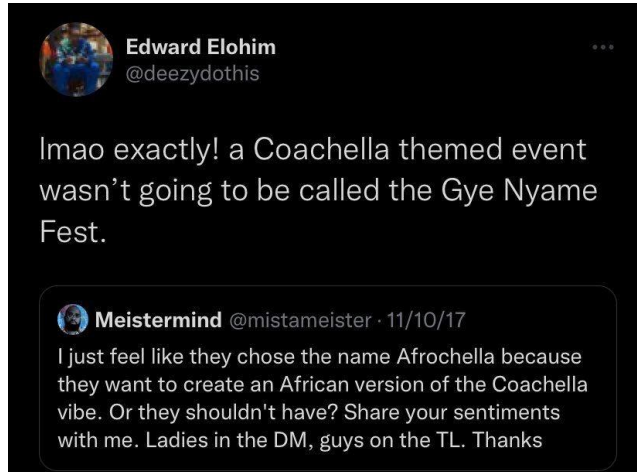 Edward Elohim
@deezydothis
lmao exactly! a Coachella themed event
wasn't going to be called the Gye Nyame
Fest.
Meistermind @mistameister · 11/10/17
I just feel like they chose the name Afrochella because
they want to create an African version of the Coachella
vibe. Or they shouldn't have? Share your sentiments
with me. Ladies in the DM, guys on the TL. Thanks